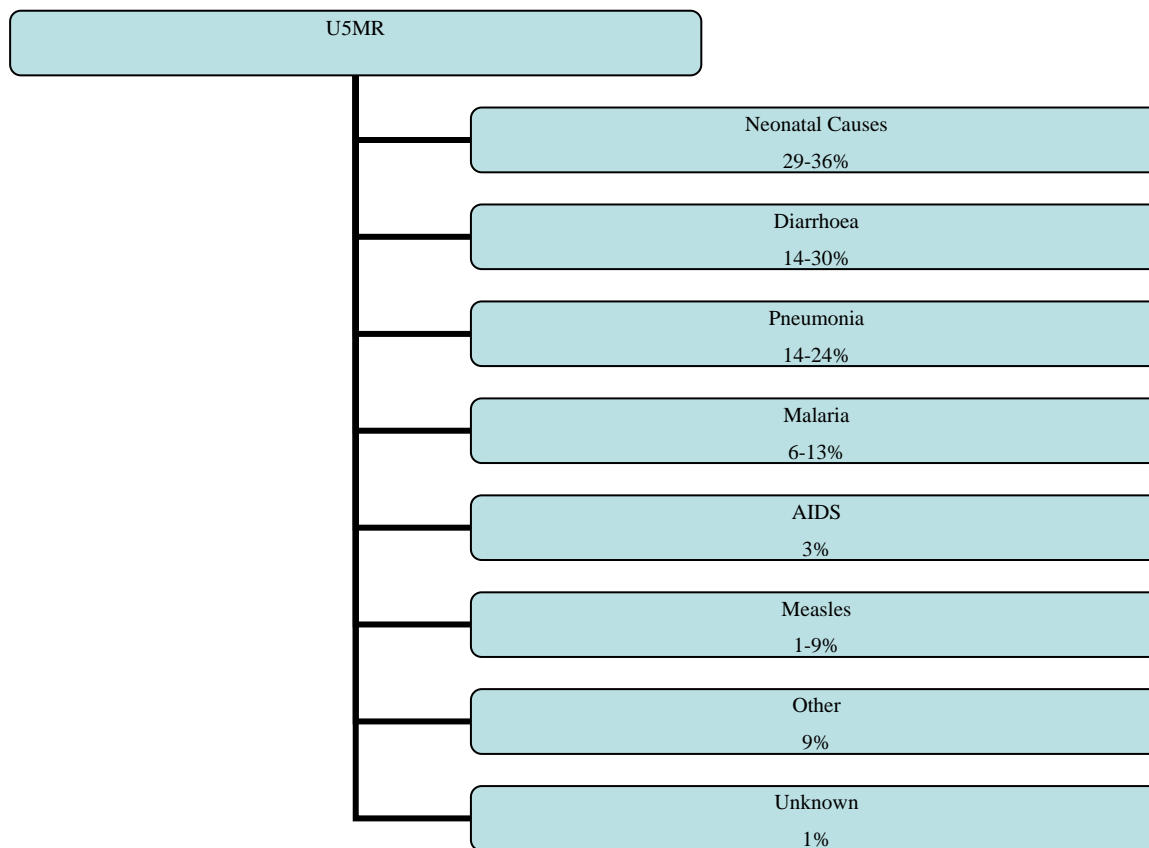 U5MR
Neonatal Causes
29-36%
Diarrhoea
14-30%
Pneumonia
14-24%
Malaria
6-13%
AIDS
3%
Measles
1-9%
Other
9%
Unknown
1%